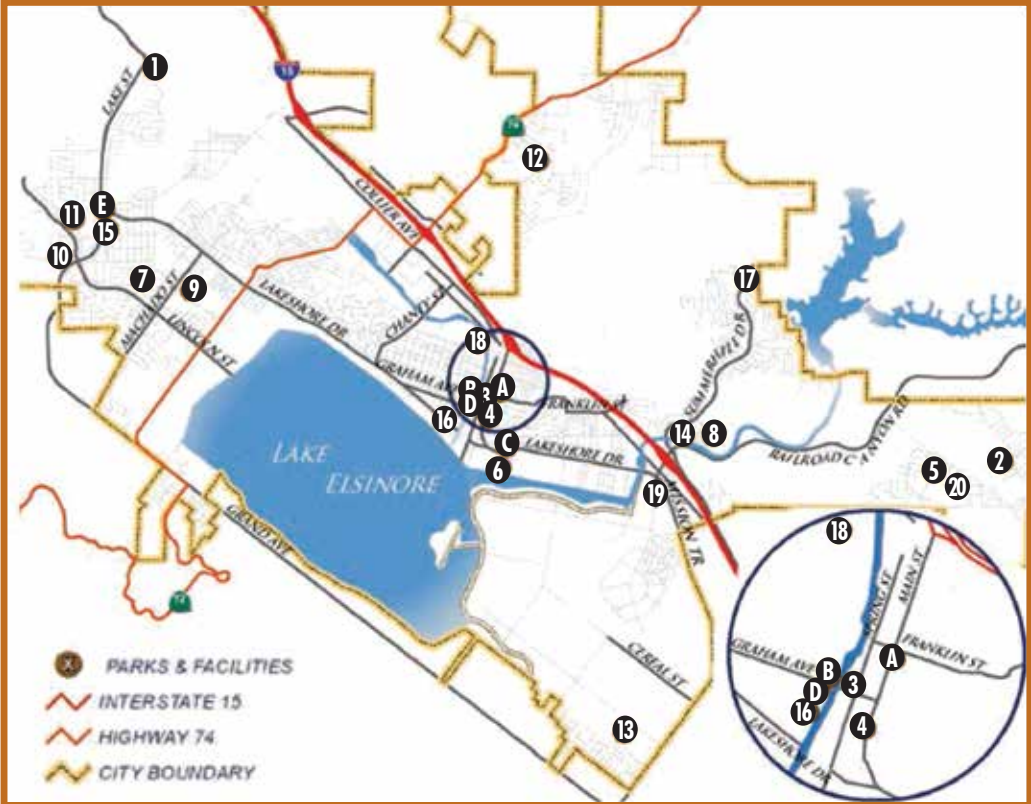 1
LAKE ST
15
74
12
COLLIER AVE
E
11
15
10
7
9
MACHADO ST
LINCOLN ST
LAKESHORE DR
CHANEY ST
17
SUMMERHILL DR
18
GRAHAM AVE
B
A
3
D
4
FRANKLIN ST
16
14
8
RAILROAD CANYON RD
C
LAKESHORE DR
6
LAKE
ELSINORE
19
MISSION TR
5
20
2
GRAND AVE
74
18
SPRING ST
MAIN ST
FRANKLIN ST
A
GRAHAM AVE
B
D
3
16
4
LAKESHORE DR
CEREAL ST
13
X PARKS & FACILITIES
INTERSTATE 15
HIGHWAY 74
CITY BOUNDARY